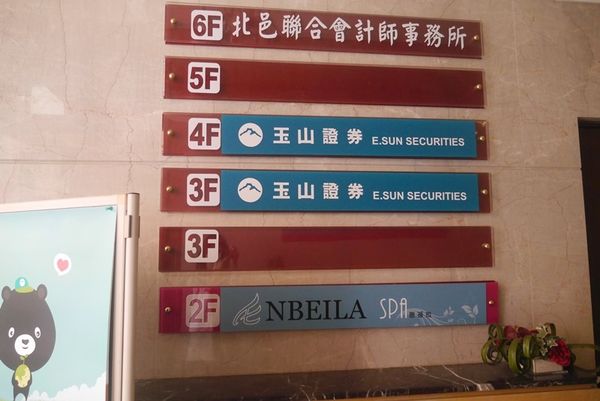 6F 北邑聯合會計師事務所
5F
4F 玉山證券 E.SUN SECURITIES
3F 玉山證券 E.SUN SECURITIES
3F
2F NBEILA SPA